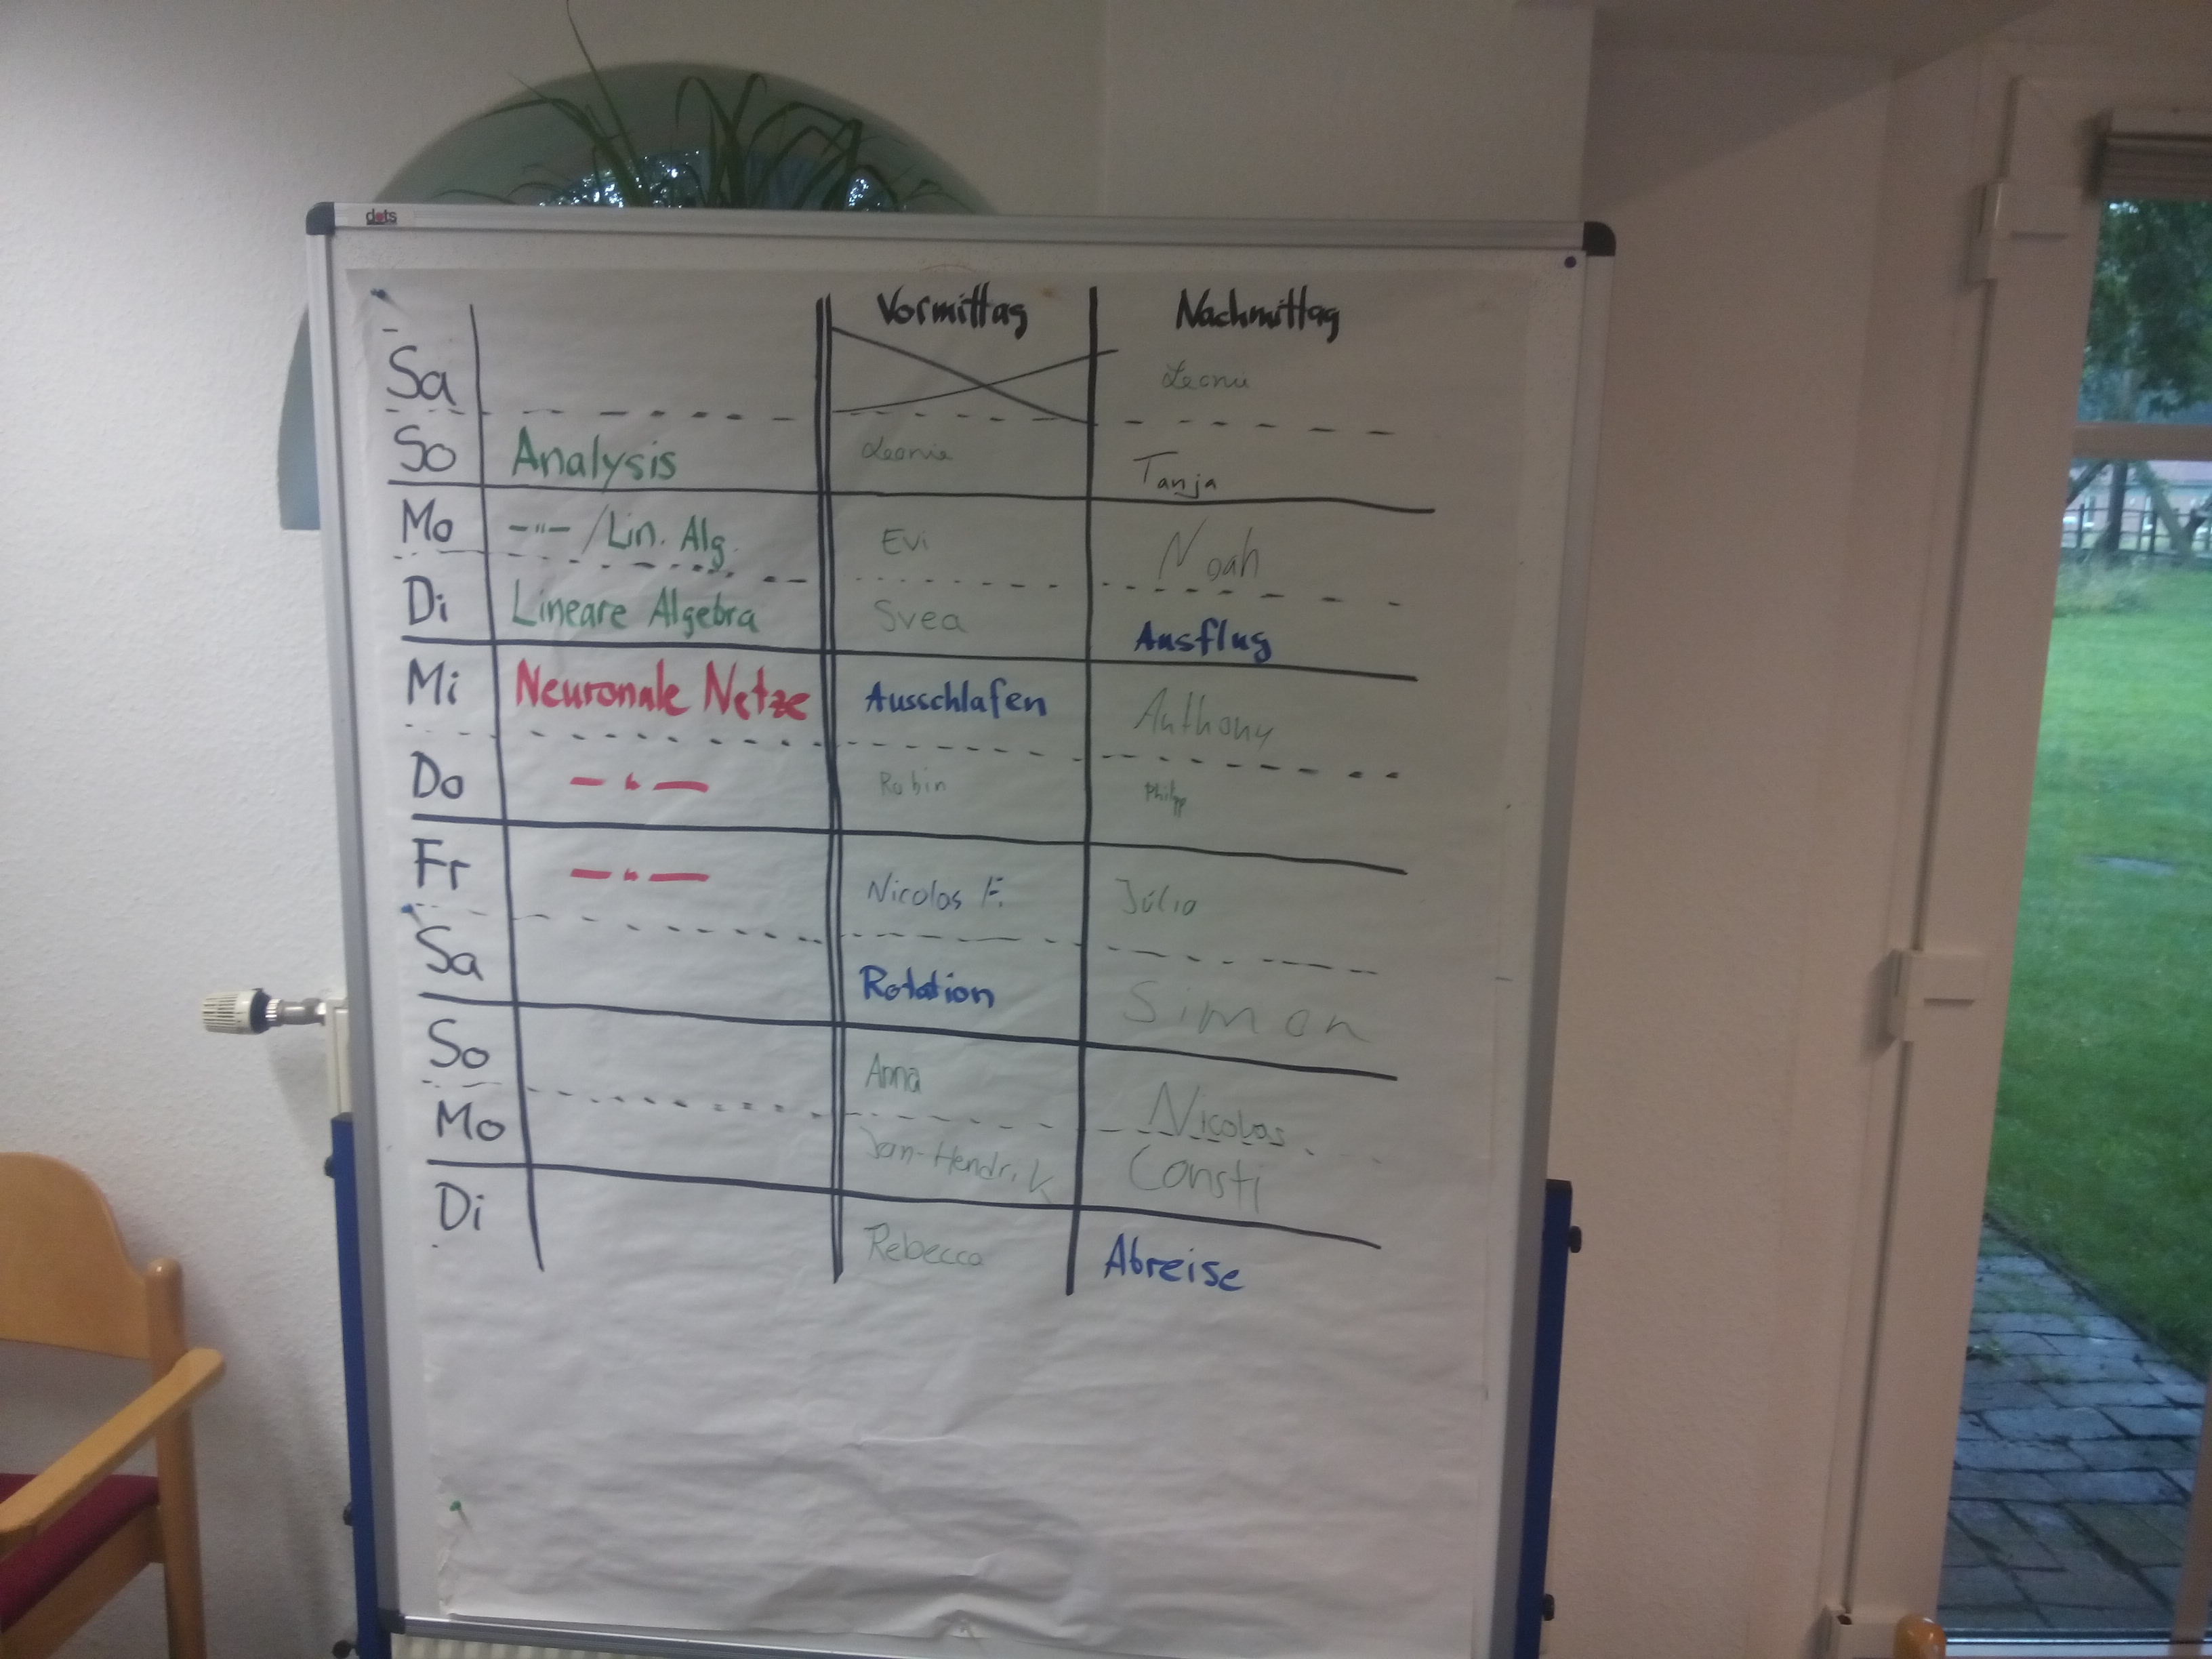 dots
Vormittag Nachmittag
Sa Leonie
So Analysis Leonie Tanja
Mo —"— / Lin. Alg. Evi Noah
Di Lineare Algebra Svea Ausflug
Mi Neuronale Netze Ausschlafen Anthony
Do —"— Robin Philipp
Fr —"— Nicolas F. Julia
Sa Rotation Simon
So Anna Nicolas
Mo Jan-Hendrik Consti
Di Rebecca Abreise